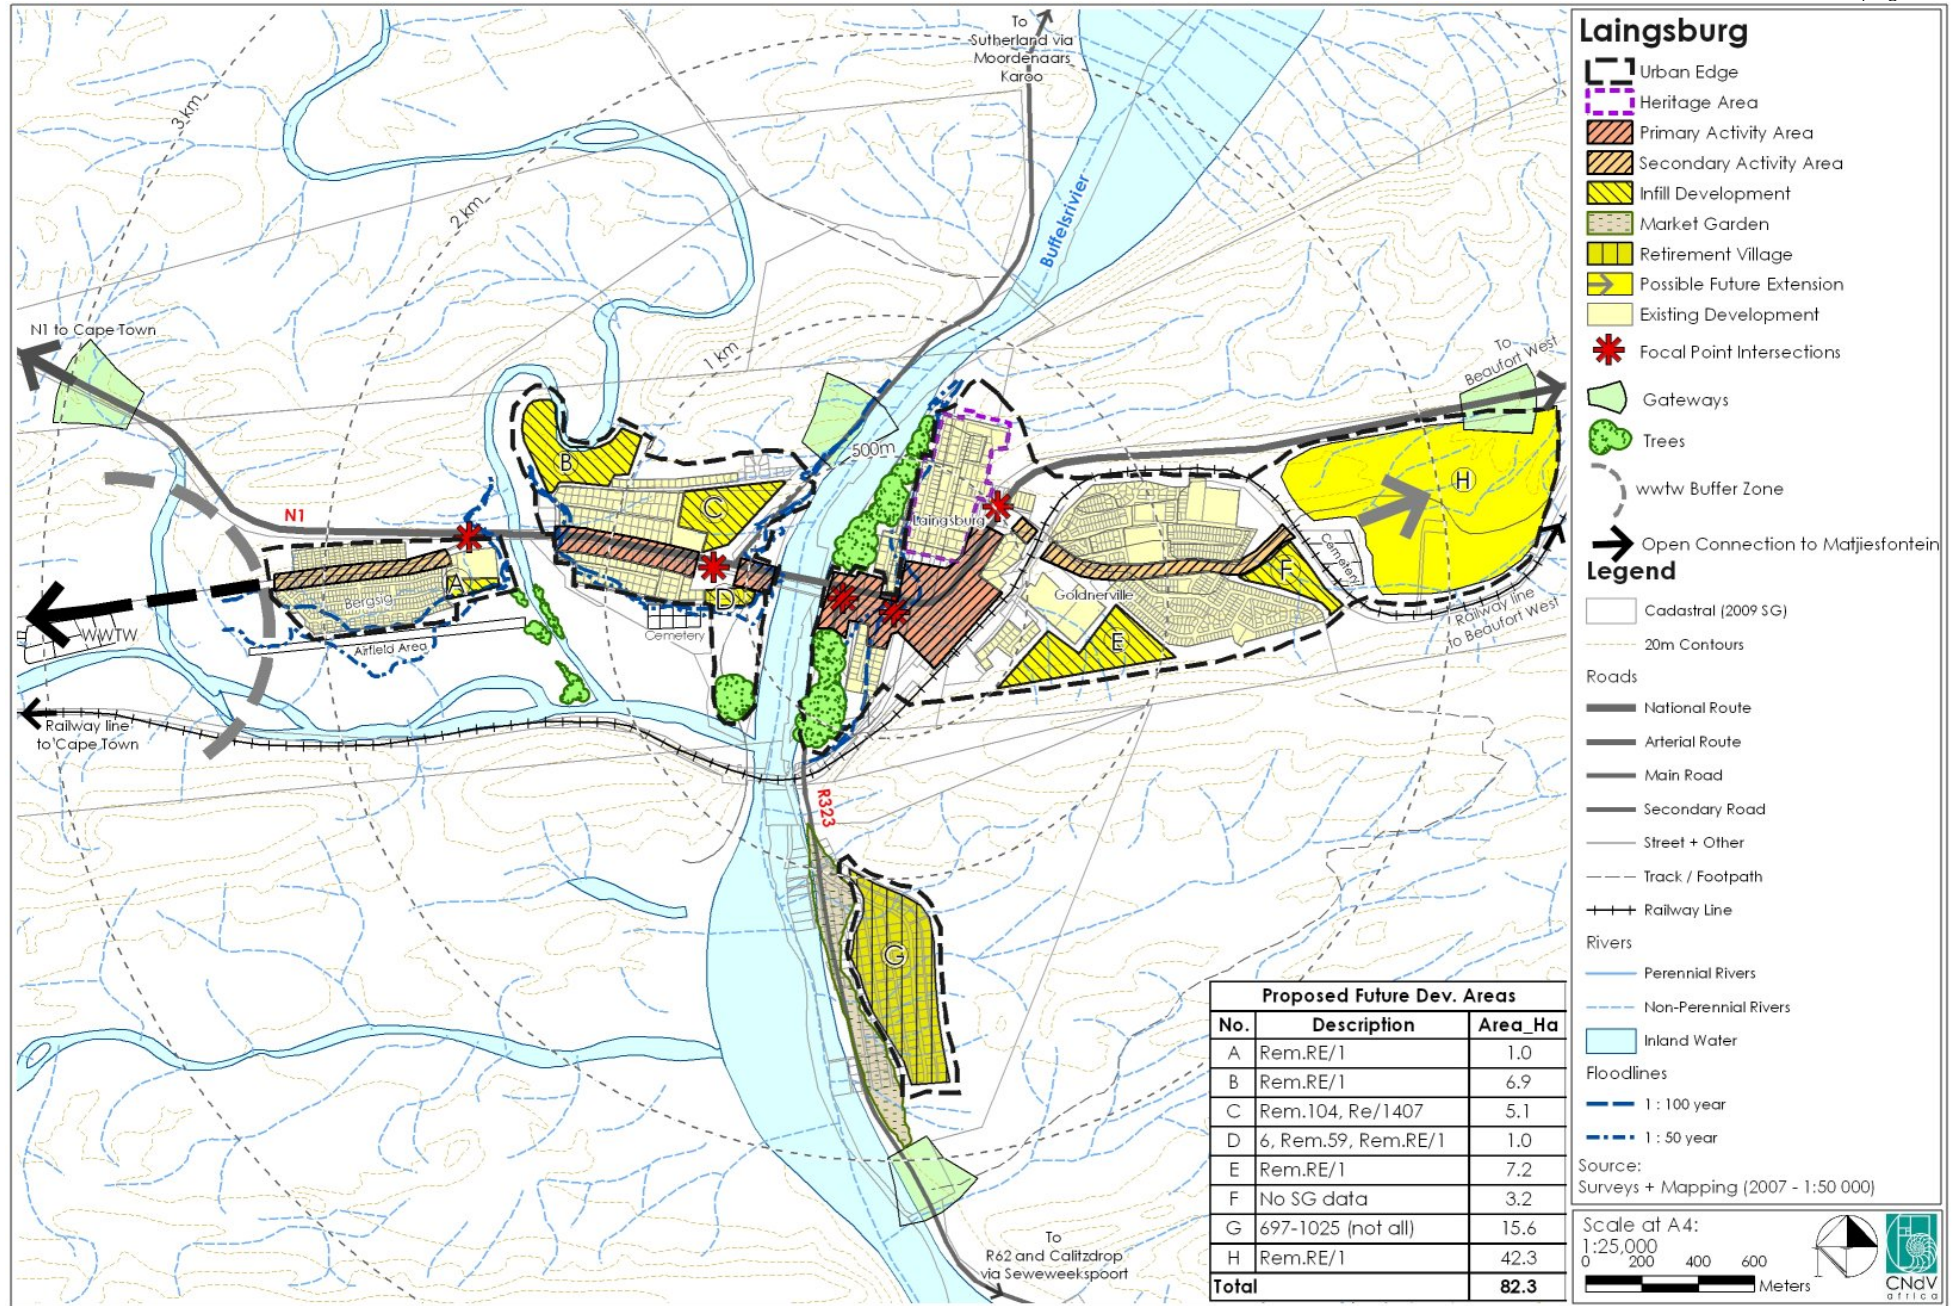 To
Sutherland via
Moordenaars
Karoo
3 km
2 km
1 km
500m
Buffelsrivier
N1 to Cape Town
To
Beaufort West
N1
B
C
H
A
D
F
E
G
Laingsburg
Bergsig
Goldnerville
Cemetery
Cemetery
WWTW
Airfield Area
Railway line
to Cape Town
Railway line
to Beaufort West
R323
To
R62 and Calitzdrop
via Seweweekspoort
Proposed Future Dev. Areas
No. Description Area_Ha
A Rem.RE/1 1.0
B Rem.RE/1 6.9
C Rem.104, Re/1407 5.1
D 6, Rem.59, Rem.RE/1 1.0
E Rem.RE/1 7.2
F No SG data 3.2
G 697-1025 (not all) 15.6
H Rem.RE/1 42.3
Total 82.3
Laingsburg
Urban Edge
Heritage Area
Primary Activity Area
Secondary Activity Area
Infill Development
Market Garden
Retirement Village
Possible Future Extension
Existing Development
Focal Point Intersections
Gateways
Trees
wwtw Buffer Zone
Open Connection to Matjiesfontein
Legend
Cadastral (2009 SG)
20m Contours
Roads
National Route
Arterial Route
Main Road
Secondary Road
Street + Other
Track / Footpath
Railway Line
Rivers
Perennial Rivers
Non-Perennial Rivers
Inland Water
Floodlines
1 : 100 year
1 : 50 year
Source:
Surveys + Mapping (2007 - 1:50 000)
Scale at A4:
1:25,000
0 200 400 600
Meters
CNdV
africa